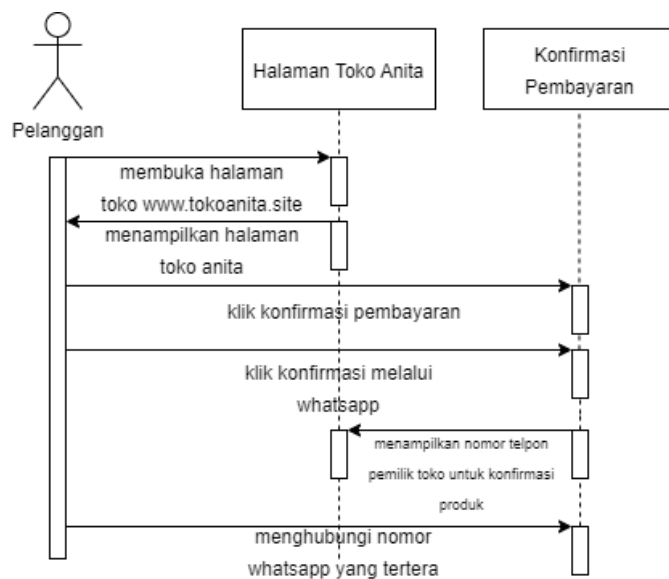 Pelanggan
Halaman Toko Anita
Konfirmasi
Pembayaran
membuka halaman
toko www.tokoanita.site
menampilkan halaman
toko anita
klik konfirmasi pembayaran
klik konfirmasi melalui
whatsapp
menampilkan nomor telpon
pemilik toko untuk konfirmasi
produk
menghubungi nomor
whatsapp yang tertera